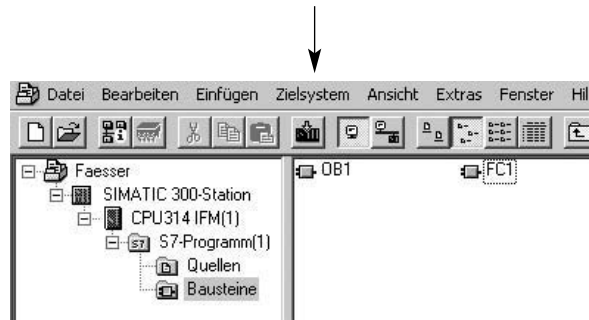 Datei Bearbeiten Einfügen Zielsystem Ansicht Extras Fenster Hil
Faesser
SIMATIC 300-Station
CPU314 IFM(1)
S7-Programm(1)
Quellen
Bausteine
OB1 FC1